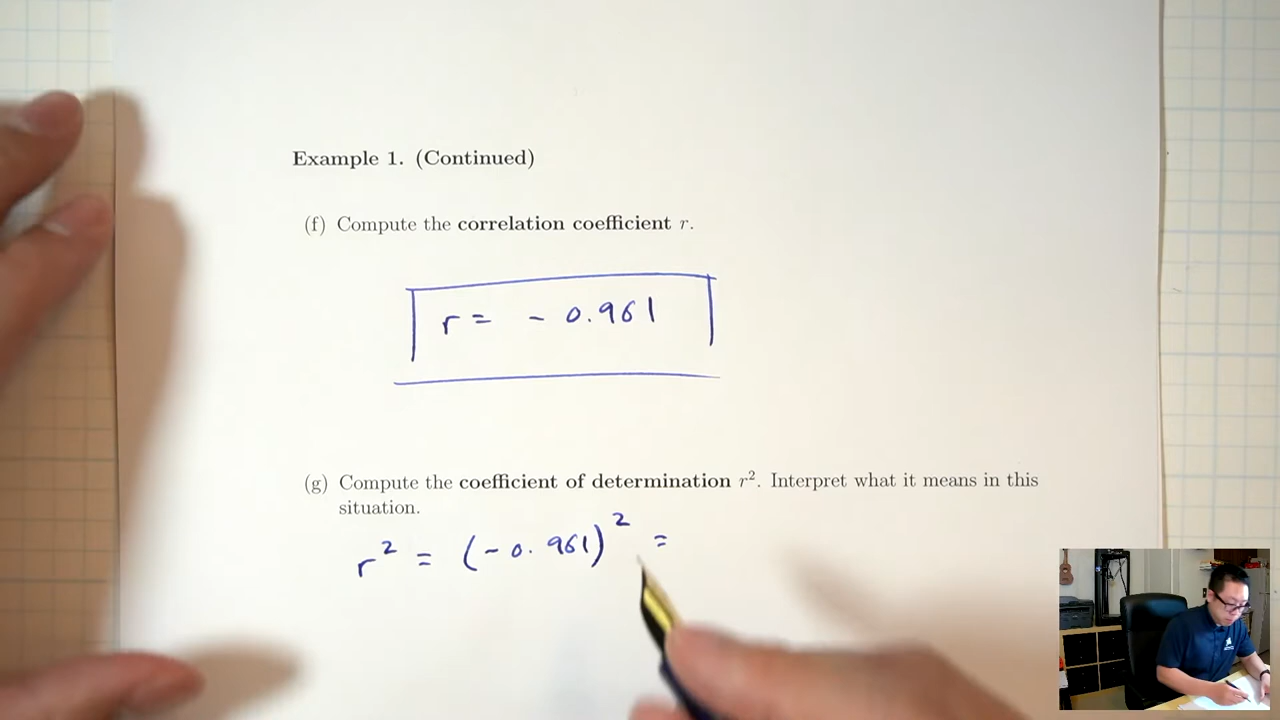 Example 1. (Continued)
(f) Compute the correlation coefficient r.
r = - 0.961
(g) Compute the coefficient of determination r². Interpret what it means in this
situation.
r² = (-0.961)² =